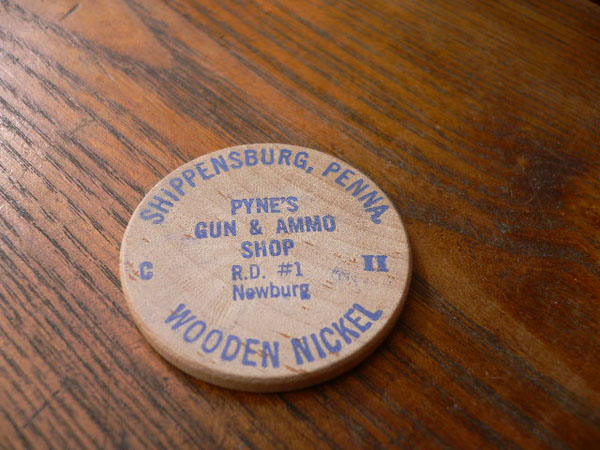 SHIPPENSBURG, PENNA.
PYNE'S
GUN & AMMO
SHOP
C
R.D. #1
II
Newburg
WOODEN NICKEL